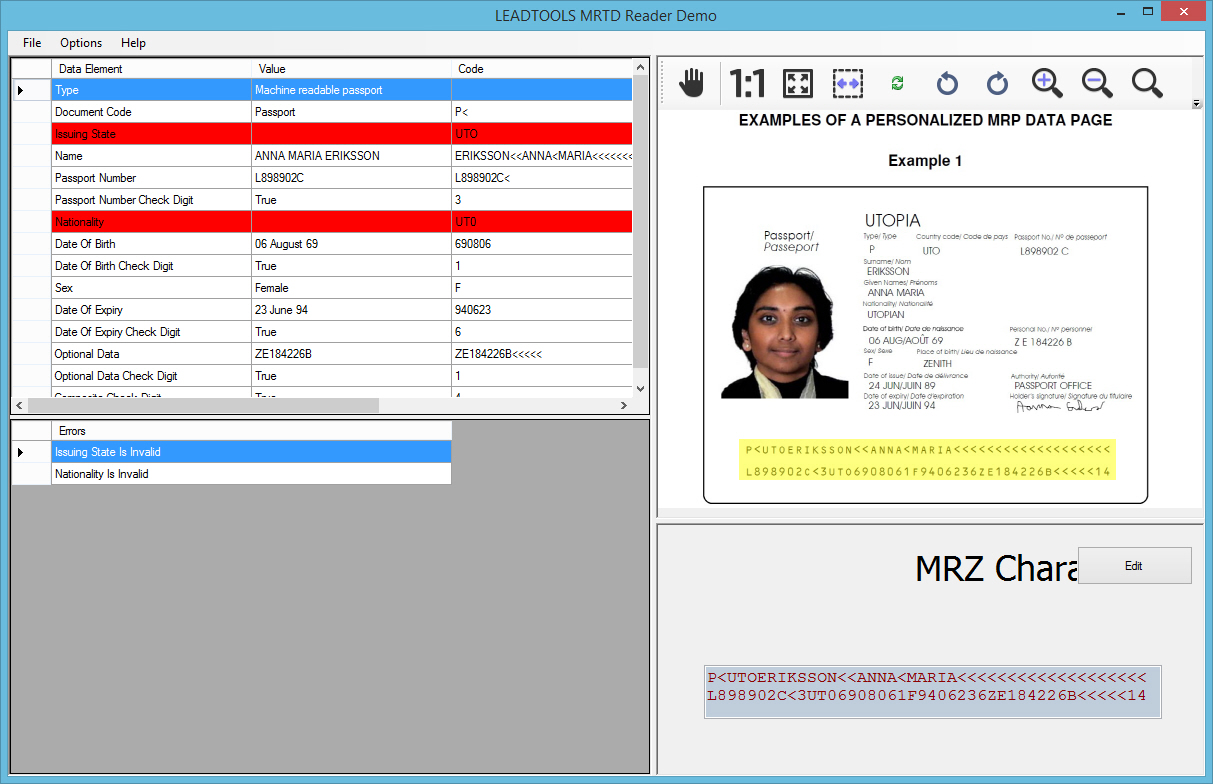 LEADTOOLS MRTD Reader Demo
File Options Help
Data Element Value Code
Type Machine readable passport
Document Code Passport P<
Issuing State UTO
Name ANNA MARIA ERIKSSON ERIKSSON<<ANNA<MARIA<<<<<<<
Passport Number L898902C L898902C<
Passport Number Check Digit True 3
Nationality UT0
Date Of Birth 06 August 69 690806
Date Of Birth Check Digit True 1
Sex Female F
Date Of Expiry 23 June 94 940623
Date Of Expiry Check Digit True 6
Optional Data ZE184226B ZE184226B<<<<<
Optional Data Check Digit True 1
Composite Check Digit True 4
Errors
Issuing State Is Invalid
Nationality Is Invalid
1:1
EXAMPLES OF A PERSONALIZED MRP DATA PAGE
Example 1
Passport/
Passeport
UTOPIA
Type/ Type Country code/ Code de pays Passport No./ Nº de passeport
P UTO L898902 C
Surname/ Nom
ERIKSSON
Given Names/ Prénoms
ANNA MARIA
Nationality/ Nationalité
UTOPIAN
Date of birth/ Date de naissance Personal No./ Nº personnel
06 AUG/AOÛT 69 Z E 184226 B
Sex/ Sexe Place of birth/ Lieu de naissance
F ZENITH
Date of issue/ Date de délivrance Authority/ Autorité
24 JUN/JUIN 89 PASSPORT OFFICE
Date of expiry/ Date d'expiration Holder's signature/ Signature du titulaire
23 JUN/JUIN 94
P<UTOERIKSSON<<ANNA<MARIA<<<<<<<<<<<<<<<<<<<
L898902C<3UTO6908061F9406236ZE184226B<<<<<14
MRZ Chara
Edit
P<UTOERIKSSON<<ANNA<MARIA<<<<<<<<<<<<<<<<<<<
L898902C<3UT06908061F9406236ZE184226B<<<<<14